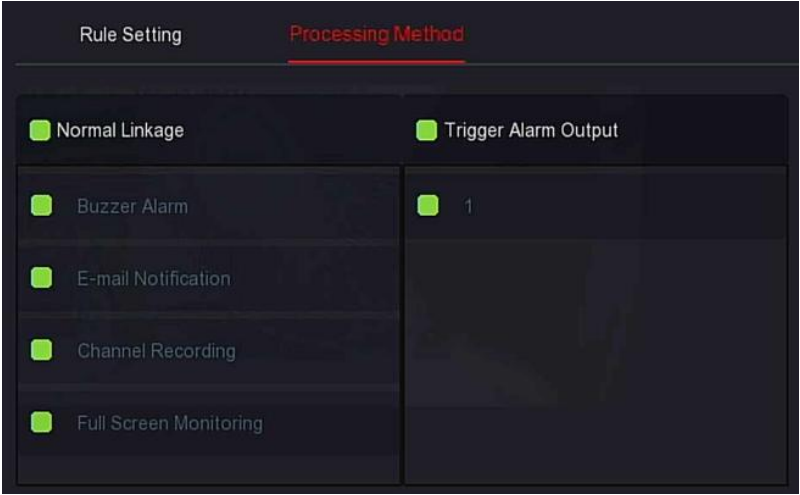 Rule Setting
Processing Method
Normal Linkage
Trigger Alarm Output
Buzzer Alarm
1
E-mail Notification
Channel Recording
Full Screen Monitoring